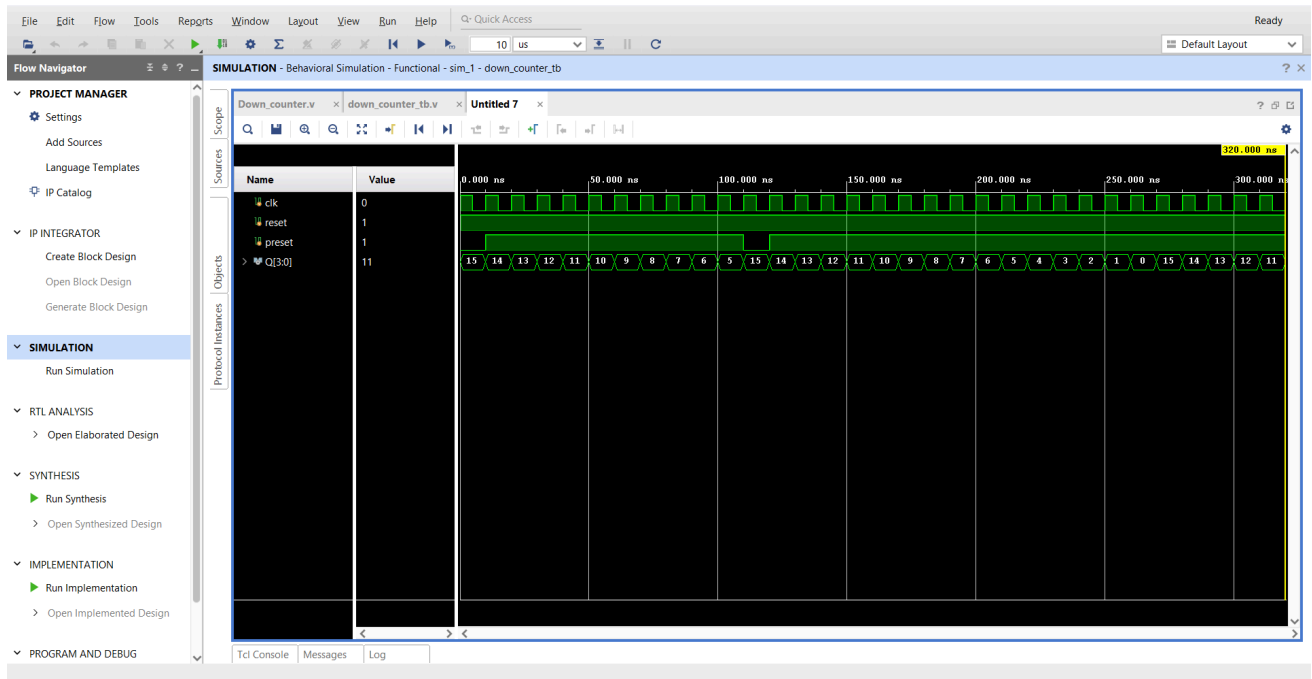 File Edit Flow Tools Reports Window Layout View Run Help Q- Quick Access Ready
10 us Default Layout
Flow Navigator ? _ SIMULATION - Behavioral Simulation - Functional - sim_1 - down_counter_tb ? ×
PROJECT MANAGER
Settings
Add Sources
Language Templates
IP Catalog
IP INTEGRATOR
Create Block Design
Open Block Design
Generate Block Design
SIMULATION
Run Simulation
RTL ANALYSIS
Open Elaborated Design
SYNTHESIS
Run Synthesis
Open Synthesized Design
IMPLEMENTATION
Run Implementation
Open Implemented Design
PROGRAM AND DEBUG
Scope
Sources
Objects
Protocol Instances
Down_counter.v × down_counter_tb.v × Untitled 7 × ?
320.000 ns
Name Value 0.000 ns 50.000 ns 100.000 ns 150.000 ns 200.000 ns 250.000 ns 300.000 n
clk 0
reset 1
preset 1
Q[3:0] 11 15 14 13 12 11 10 9 8 7 6 5 15 14 13 12 11 10 9 8 7 6 5 4 3 2 1 0 15 14 13 12 11
Tcl Console Messages Log